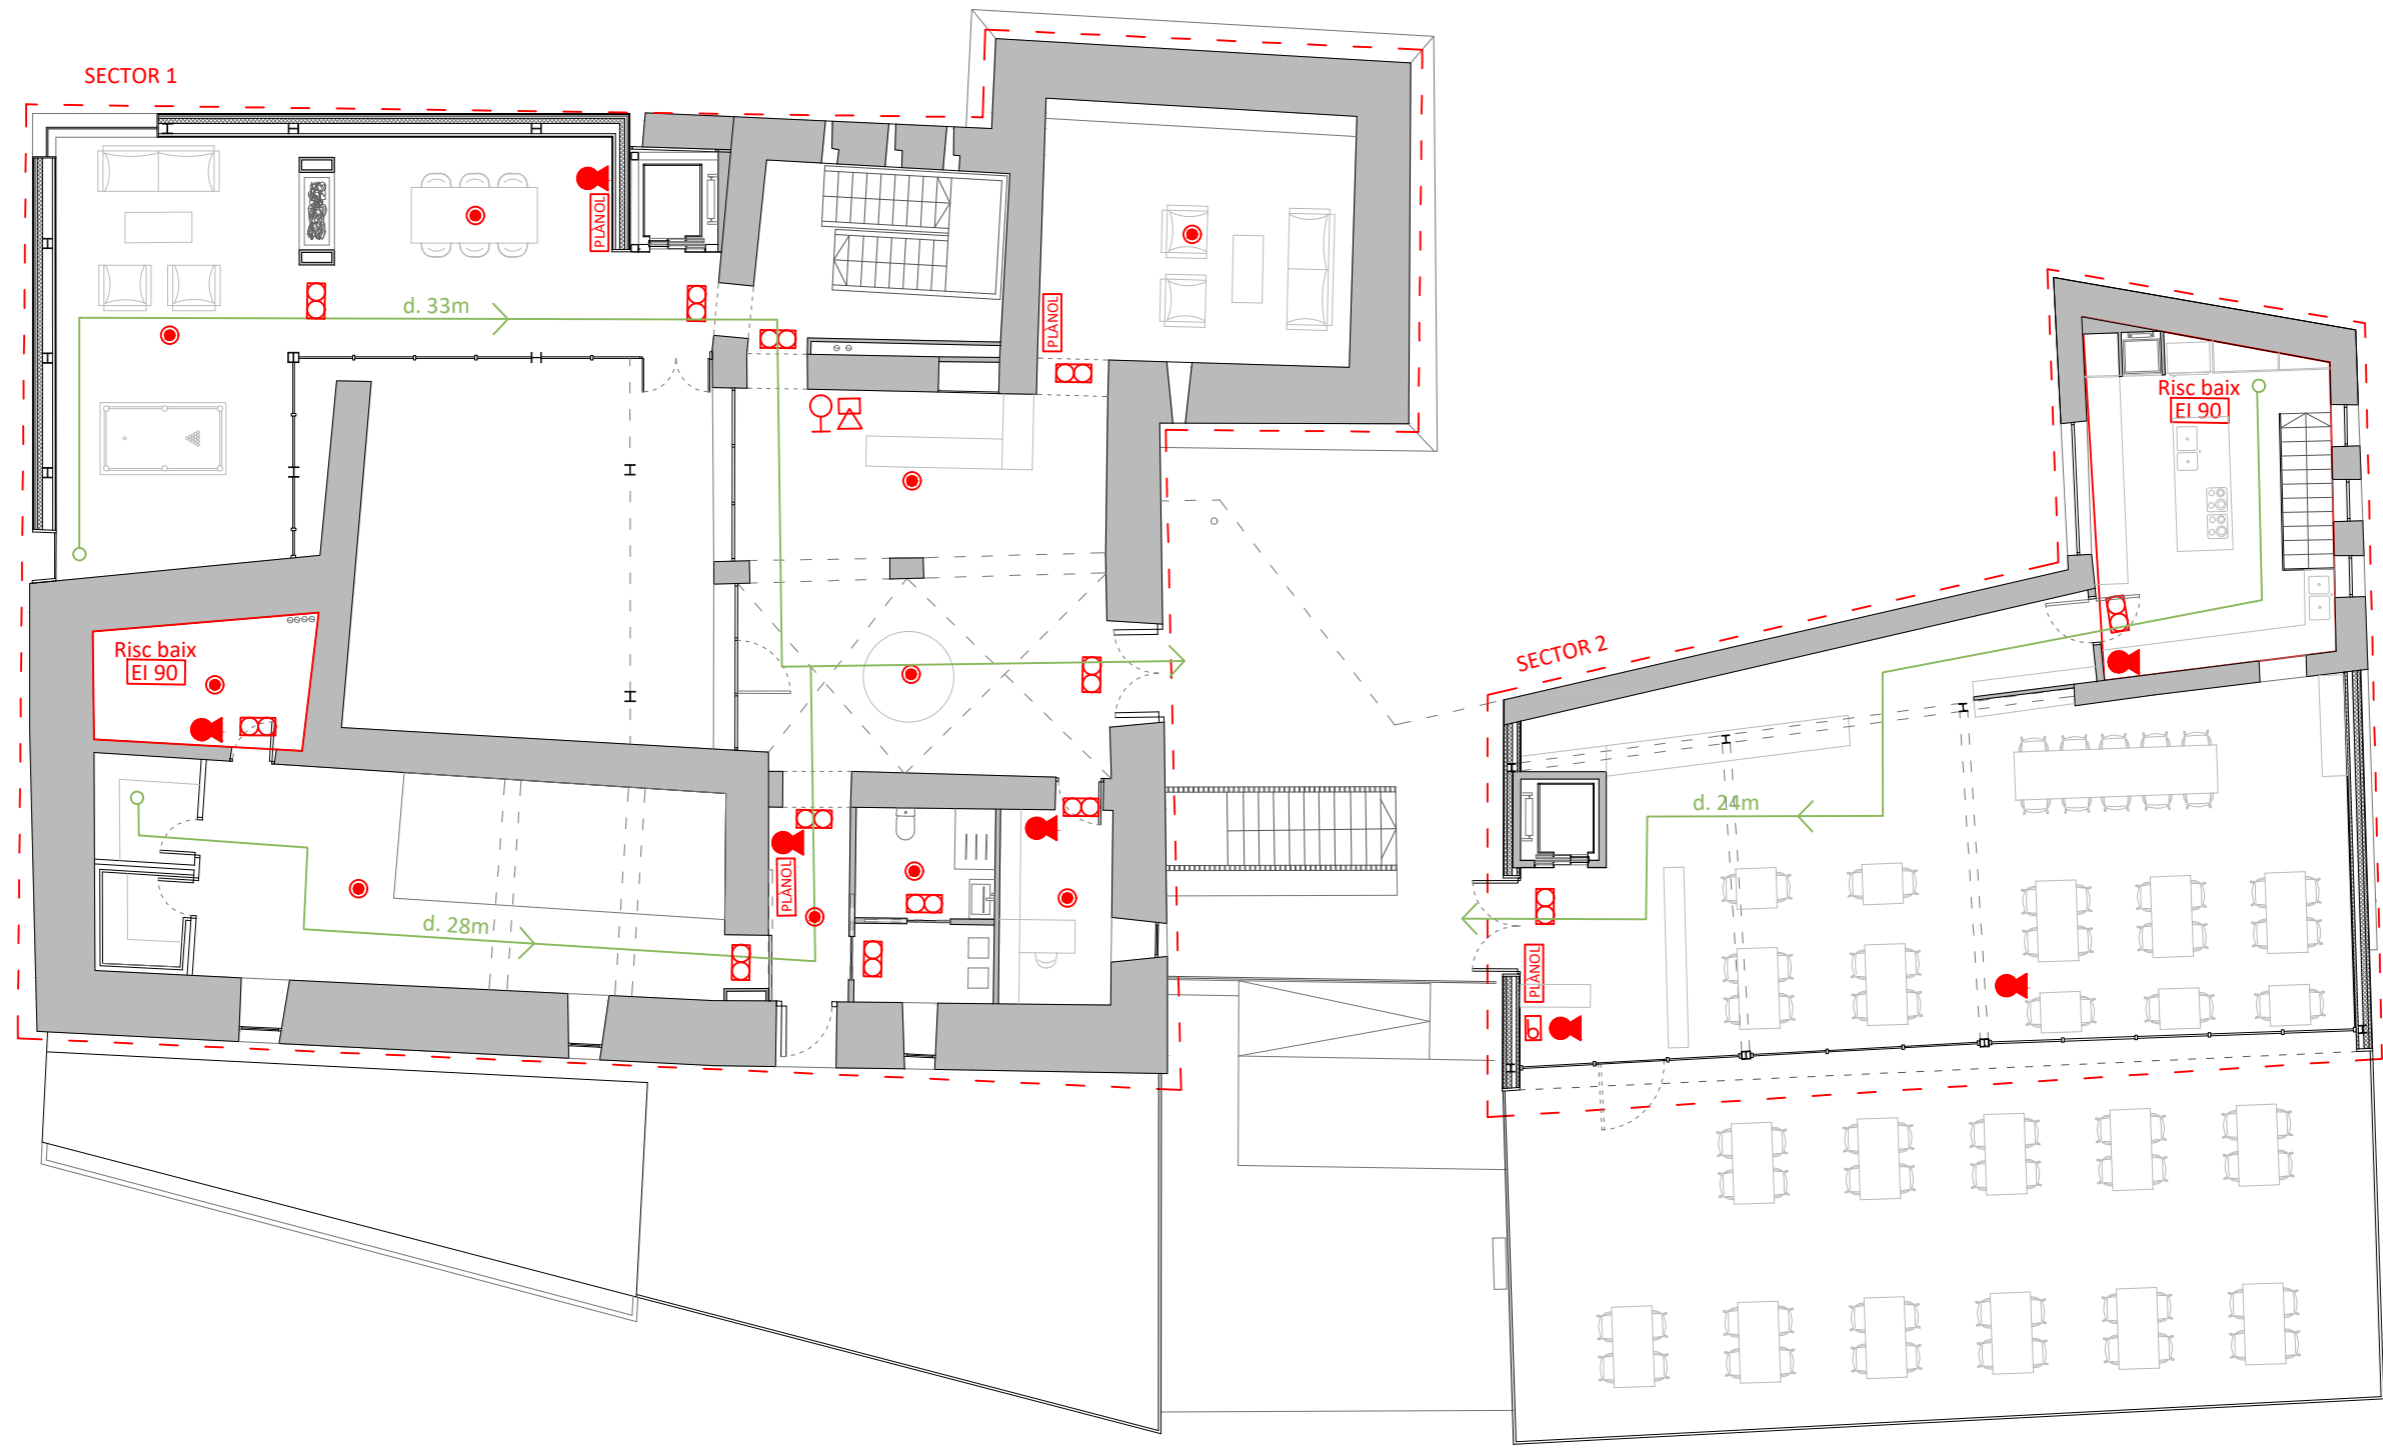 SECTOR 1
PLÀNOL
d. 33m
PLÀNOL
Risc baix
EI 90
Risc baix
EI 90
SECTOR 2
d. 24m
PLÀNOL
d. 28m
PLÀNOL